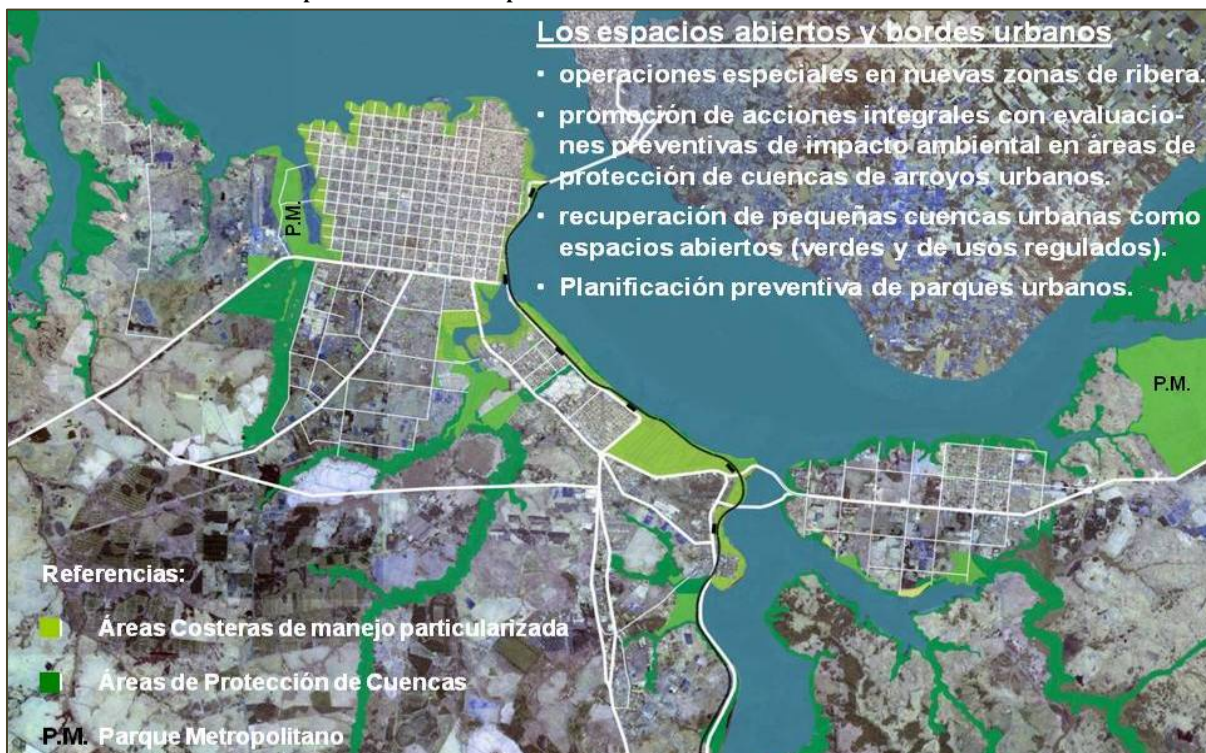 Los espacios abiertos y bordes urbanos
• operaciones especiales en nuevas zonas de ribera.
• promoción de acciones integrales con evaluacio-
nes preventivas de impacto ambiental en áreas de
protección de cuencas de arroyos urbanos.
• recuperación de pequeñas cuencas urbanas como
espacios abiertos (verdes y de usos regulados).
• Planificación preventiva de parques urbanos.
P.M.
P.M.
Referencias:
Áreas Costeras de manejo particularizada
Áreas de Protección de Cuencas
P.M. Parque Metropolitano